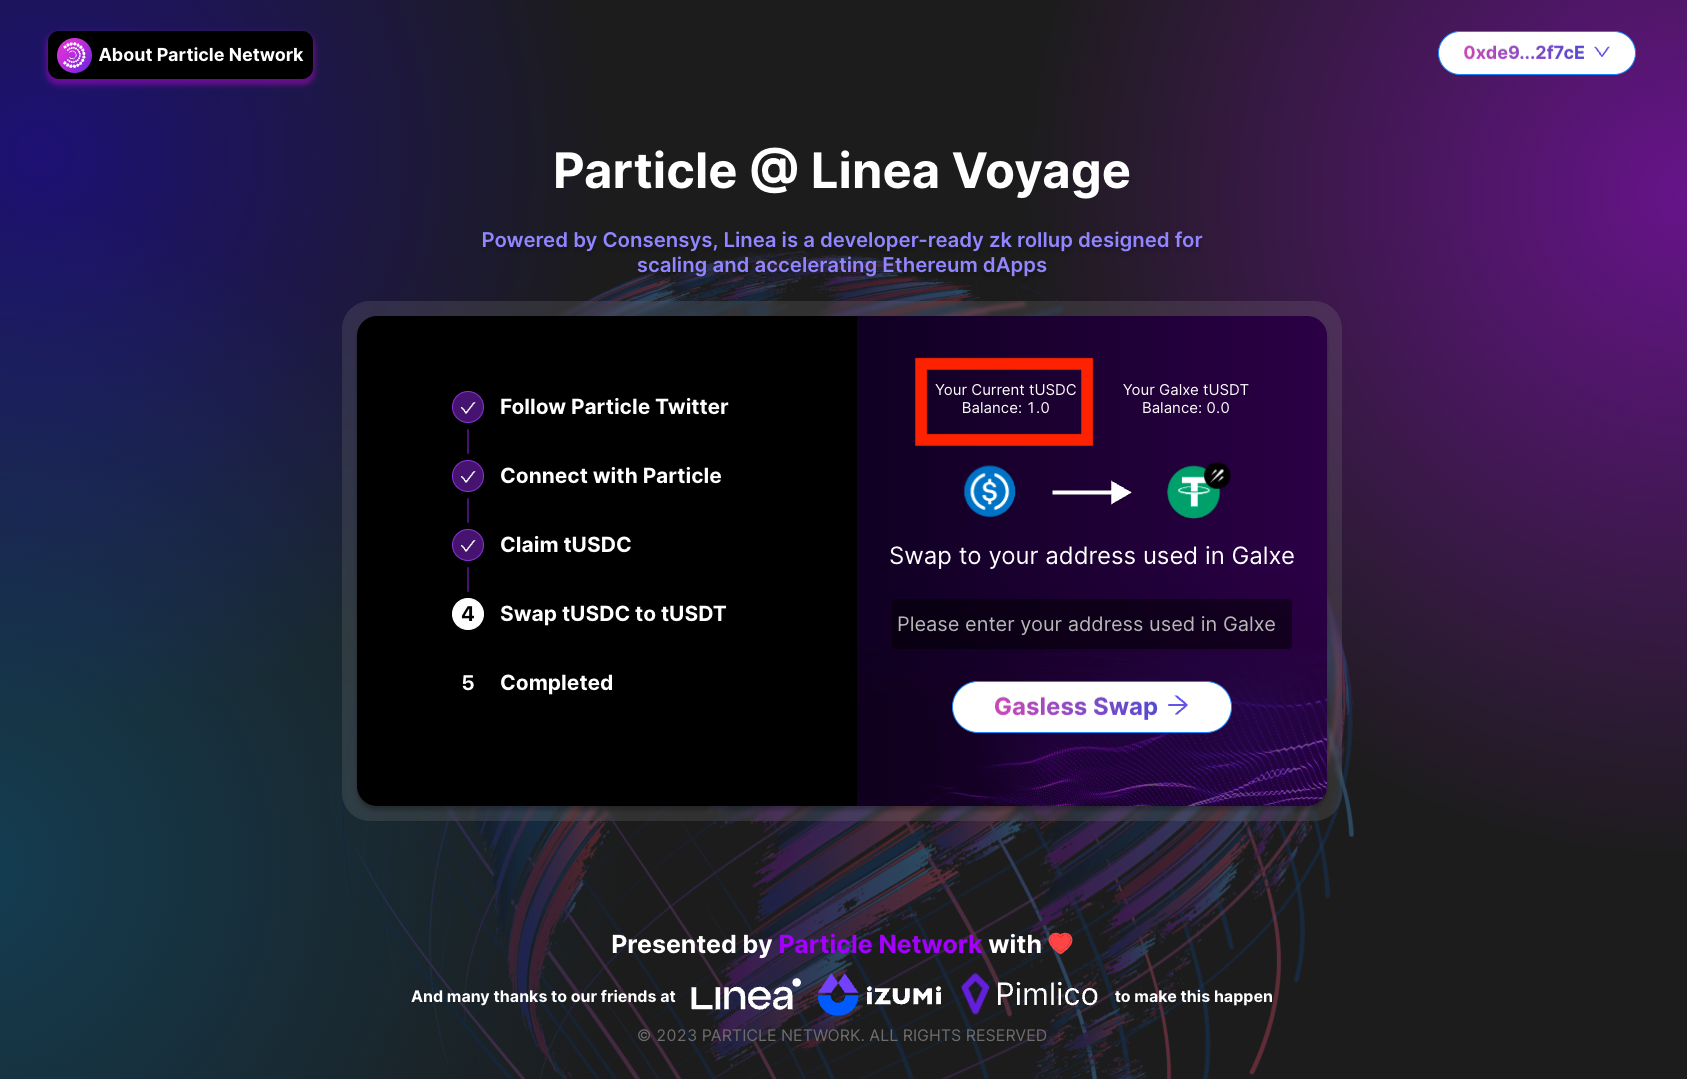 About Particle Network
0xde9...2f7cE
Particle @ Linea Voyage
Powered by Consensys, Linea is a developer-ready zk rollup designed for
scaling and accelerating Ethereum dApps
Follow Particle Twitter
Connect with Particle
Claim tUSDC
4 Swap tUSDC to tUSDT
5 Completed
Your Current tUSDC
Balance: 1.0
Your Galxe tUSDT
Balance: 0.0
Swap to your address used in Galxe
Please enter your address used in Galxe
Gasless Swap
Presented by Particle Network with
And many thanks to our friends at Linea iZUMi Pimlico to make this happen
© 2023 PARTICLE NETWORK. ALL RIGHTS RESERVED